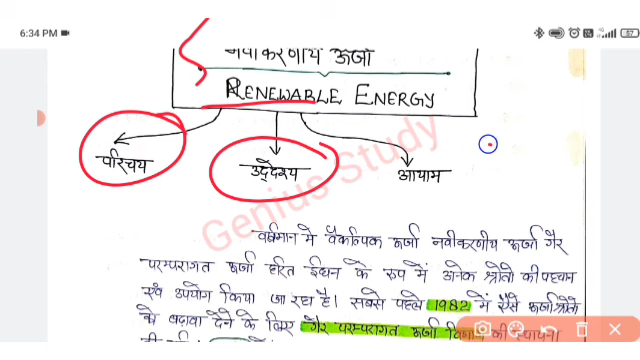 6:34 PM
57
नवीकरणीय ऊर्जा
RENEWABLE ENERGY
परिचय उद्देश्य आयाम
Genius Study
वर्तमान में वैकल्पिक ऊर्जा नवीकरणीय ऊर्जा गैर
परम्परागत ऊर्जा हरित ईंधन के रूप में अनेक श्रोतो की पहचान
एवं उपयोग किया जा रहा है। सबसे पहले 1982 में ऐसे ऊर्जा श्रोतो
को बढावा देने के लिए गैर परम्परागत ऊर्जा विभाग की स्थापना